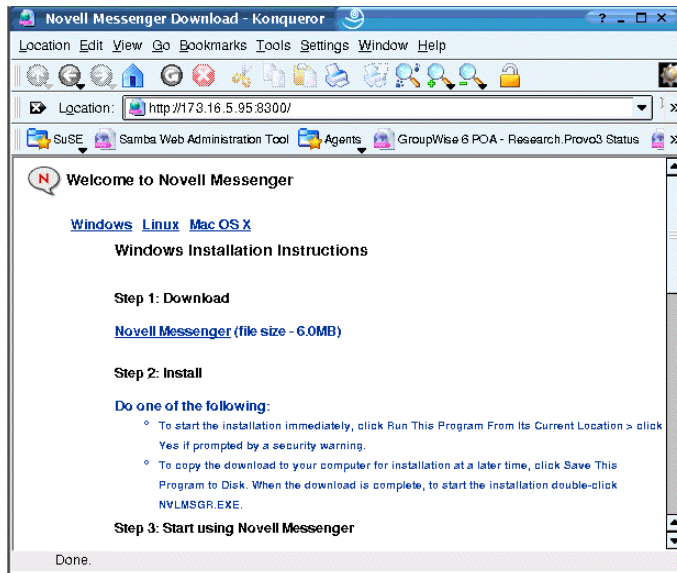 Novell Messenger Download - Konqueror
Location Edit View Go Bookmarks Tools Settings Window Help
Location: http://173.16.5.95:8300/
SuSE Samba Web Administration Tool Agents GroupWise 6 POA - Research.Provo3 Status
N Welcome to Novell Messenger
Windows Linux Mac OS X
Windows Installation Instructions
Step 1: Download
Novell Messenger (file size - 6.0MB)
Step 2: Install
Do one of the following:
To start the installation immediately, click Run This Program From Its Current Location > click
Yes if prompted by a security warning.
To copy the download to your computer for installation at a later time, click Save This
Program to Disk. When the download is complete, to start the installation double-click
NVLMSGR.EXE.
Step 3: Start using Novell Messenger
Done.